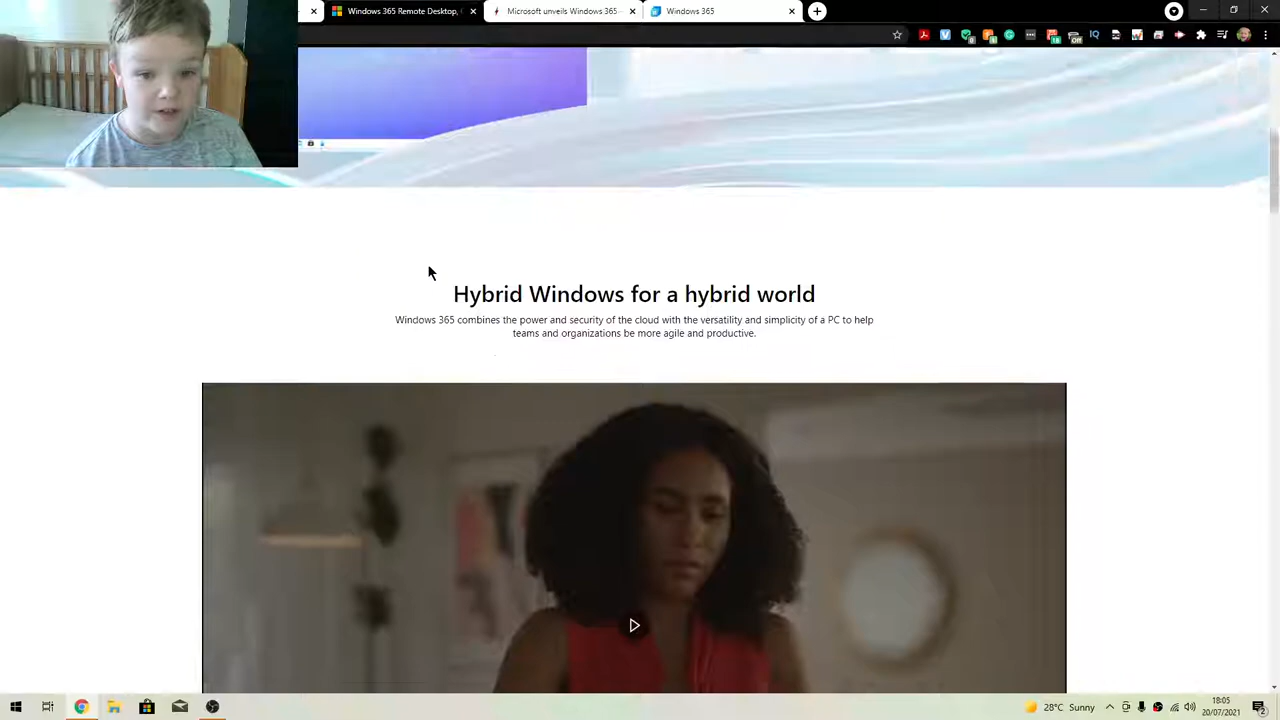 Windows 365 Remote Desktop,
Microsoft unveils Windows 365
Windows 365
Hybrid Windows for a hybrid world
Windows 365 combines the power and security of the cloud with the versatility and simplicity of a PC to help
teams and organizations be more agile and productive.
28°C Sunny
18:05
20/07/2021